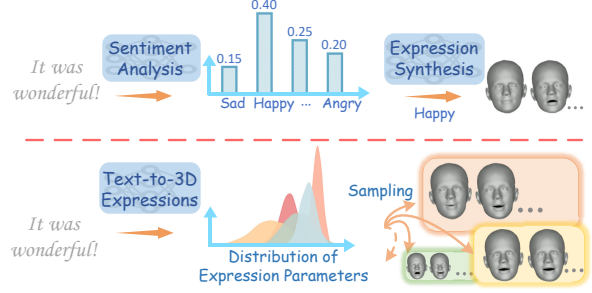 It was
wonderful!
Sentiment
Analysis
0.15
0.40
0.25
0.20
Sad Happy ... Angry
Expression
Synthesis
Happy
...
It was
wonderful!
Text-to-3D
Expressions
Distribution of
Expression Parameters
Sampling
...
...
...